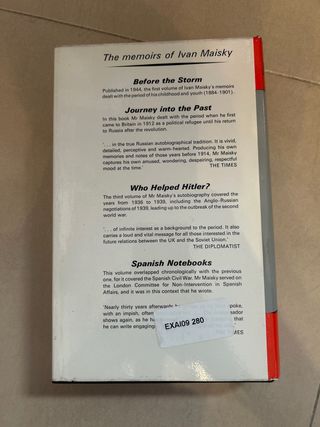 The memoirs of Ivan Maisky
Before the Storm
Published in 1944, the first volume of Ivan Maisky's memoirs
dealt with the period of his childhood and youth (1884-1901).
Journey into the Past
In this book Mr Maisky dealt with the period when he first
came to Britain in 1912 as a political refugee until his return
to Russia after the revolution.
'. . . in the true Russian autobiographical tradition. It is vivid,
detailed, perceptive and warm-hearted. Producing his own
memories and notes of those years before 1914, Mr Maisky
captures his own amused, wondering, despairing, respectful
mood at the time.'
THE TIMES
Who Helped Hitler?
The third volume of Mr Maisky's autobiography covered the
years from 1936 to 1939, including the Anglo-Russian
negotiations of 1939, leading up to the outbreak of the second
world war.
'. . . of infinite interest as a background to the period. It also
carries a loud and vital message for all those interested in the
future relations between the UK and the Soviet Union.'
THE DIPLOMATIST
Spanish Notebooks
This volume overlapped chronologically with the previous
one, for it covered the Spanish Civil War. Mr Maisky served on
the London Committee for Non-Intervention in Spanish
Affairs, and it was in this context that he wrote.
'Nearly thirty years afterwards
with an impish, often
shows again, as he
that
he can write engaging
EXAI09 280